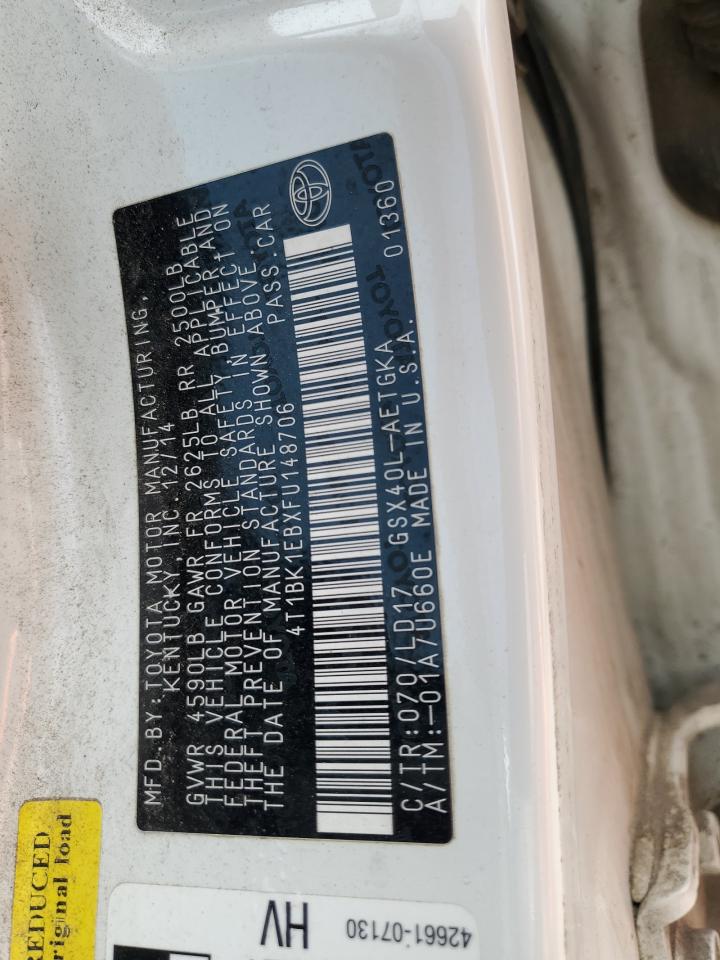 MFD.BY:TOYOTA MOTOR MANUFACTURING,
KENTUCKY, INC. 12/14
GVWR 4590LB GAWR FR 2625LB RR 2500LB
THIS VEHICLE CONFORMS TO ALL APPLICABLE
FEDERAL MOTOR VEHICLE SAFETY,BUMPER,AND
THEFT PREVENTION STANDARDS IN EFFECT ON
THE DATE OF MANUFACTURE SHOWN ABOVE.
4T1BK1EBXFU148706 PASS.CAR
C/TR:070/LD17 GSX40L-AETGKA
A/TM:-01A/U660E MADE IN U.S.A. 01360
REDUCED
original load
HV
42661-07130